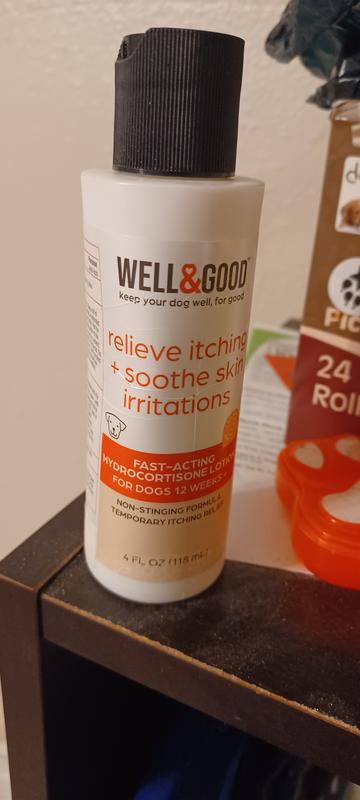 WELL&GOOD
keep your dog well, for good
relieve itching
+ soothe skin
irritations
FAST-ACTING
HYDROCORTISONE LOTION
FOR DOGS 12 WEEKS +
NON-STINGING FORMULA
TEMPORARY ITCHING RELIEF
4 FL OZ (118 mL)
24